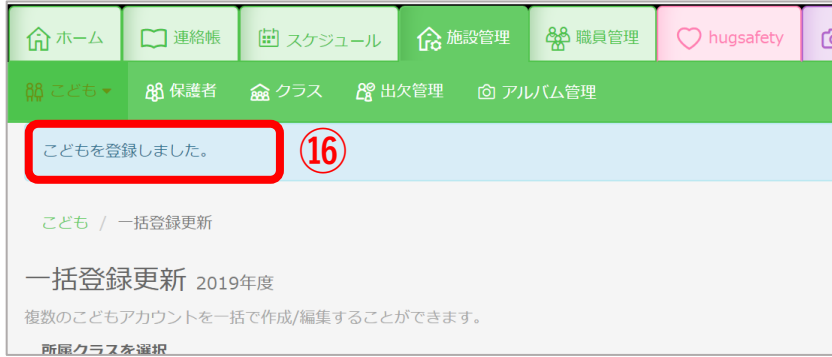 ホーム 連絡帳 スケジュール 施設管理 職員管理 hugsafety
こども 保護者 クラス 出欠管理 アルバム管理
こどもを登録しました。 ⑯
こども / 一括登録更新
一括登録更新 2019年度
複数のこどもアカウントを一括で作成/編集することができます。
所属クラスを選択